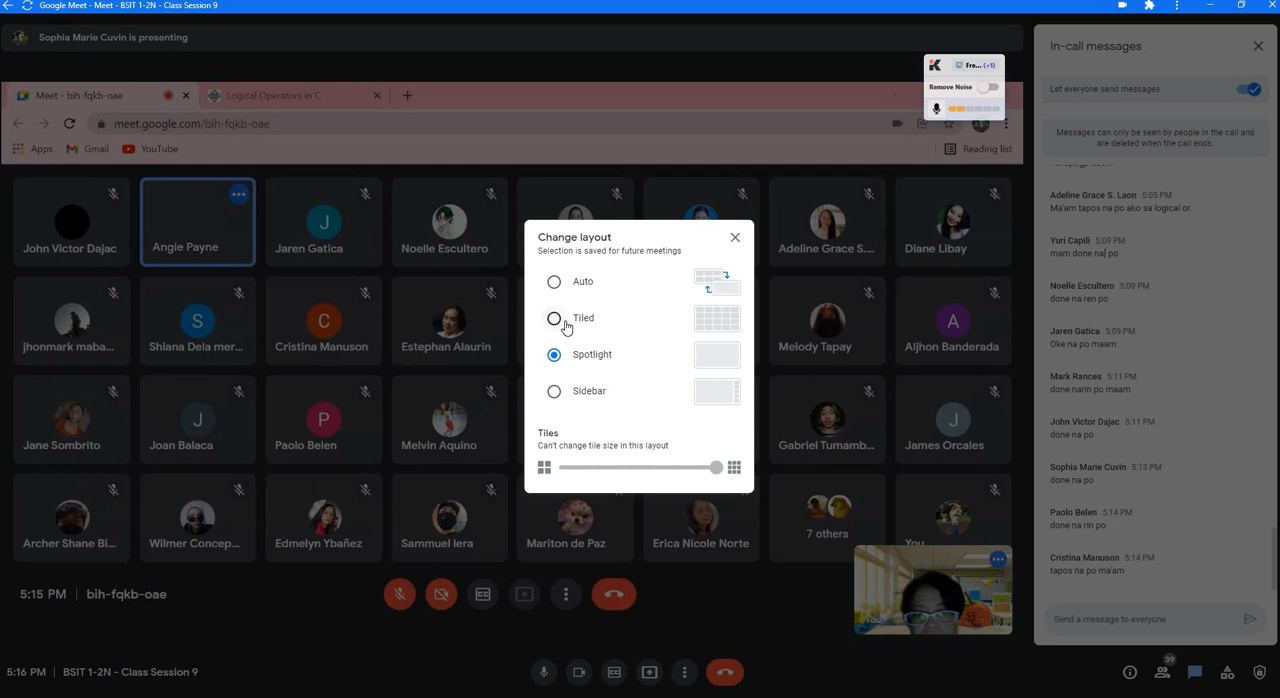 Google Meet - Meet - BSIT 1-2N - Class Session 9
Sophia Marie Cuvin is presenting
Meet - bih-fqkb-oae
Logical Operators in C
meet.google.com/bih-fqkb-oae
Apps
Gmail
YouTube
Reading list
Fre... (+1)
Remove Noise
John Victor Dajac
Angie Payne
J
Jaren Gatica
Noelle Escultero
Adeline Grace S....
Diane Libay
jhonmark maba...
S
Shiana Dela mer...
C
Cristina Manuson
Estephan Alaurin
Melody Tapay
A
Aljhon Banderada
Jane Sombrito
J
Joan Balaca
P
Paolo Belen
Melvin Aquino
Gabriel Tumamb...
J
James Orcales
Archer Shane Bl...
Wilmer Concep...
Edmelyn Ybañez
Sammuel Iera
Mariton de Paz
Erica Nicole Norte
7 others
You
Change layout
Selection is saved for future meetings
Auto
Tiled
Spotlight
Sidebar
Tiles
Can't change tile size in this layout
5:15 PM | bih-fqkb-oae
You
5:16 PM | BSIT 1-2N - Class Session 9
In-call messages
Let everyone send messages
Messages can only be seen by people in the call and
are deleted when the call ends.
Adeline Grace S. Laon 5:05 PM
Ma'am tapos na po ako sa logical or.
Yuri Capili 5:09 PM
mam done na po
Noelle Escultero 5:09 PM
done na ren po
Jaren Gatica 5:09 PM
Oke na po maam
Mark Rances 5:11 PM
done narin po maam
John Victor Dajac 5:11 PM
done na po
Sophia Marie Cuvin 5:13 PM
done na po
Paolo Belen 5:14 PM
done na rin po
Cristina Manuson 5:14 PM
tapos na po ma'am
Send a message to everyone
39